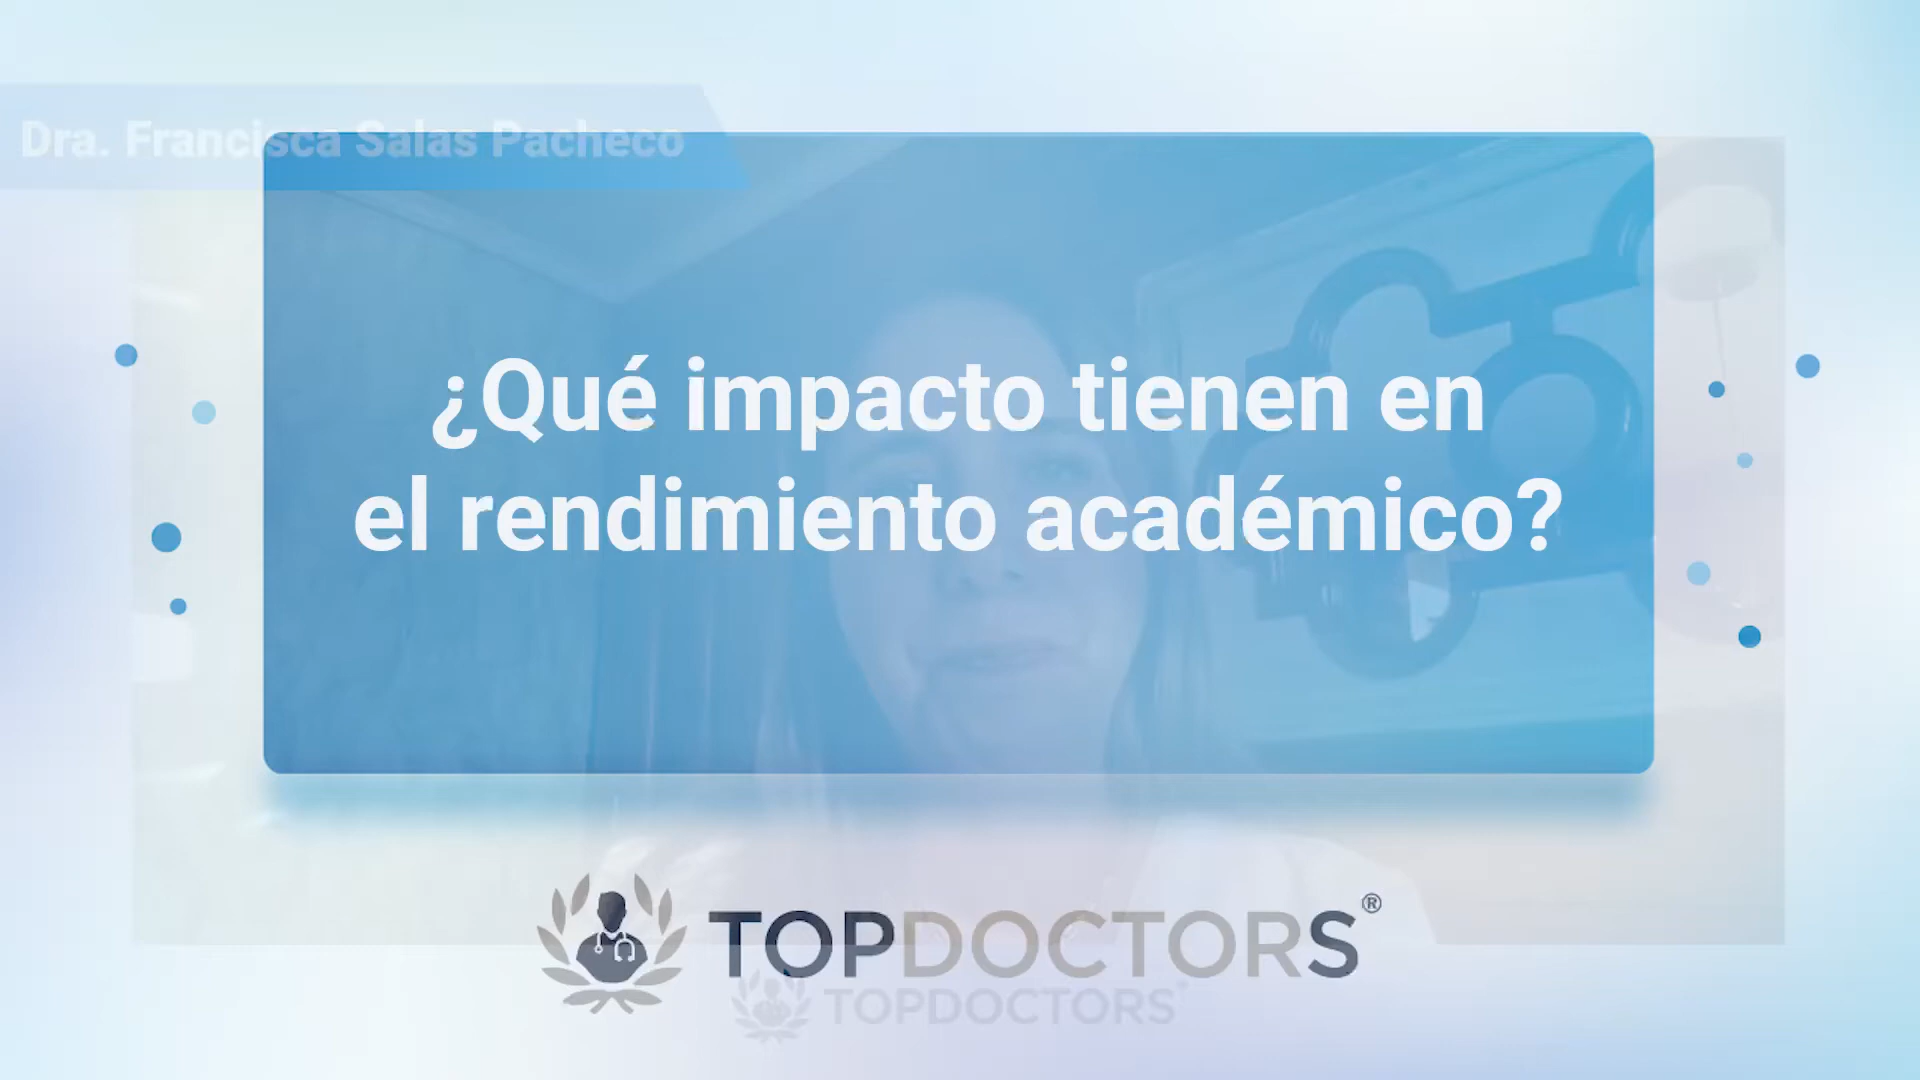 Dra. Francisca Salas Pacheco
¿Qué impacto tienen en
el rendimiento académico?
TOPDOCTORS®
TOPDOCTORS